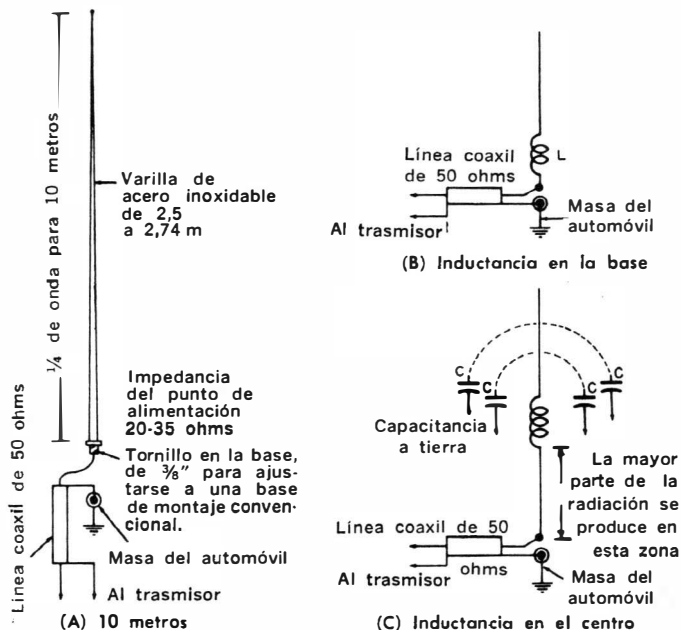 ¼ de onda para 10 metros
Varilla de
acero inoxidable
de 2,5
a 2,74 m
Impedancia
del punto de
alimentación
20-35 ohms
Tornillo en la base,
de ⅜" para ajus-
tarse a una base
de montaje conven-
cional.
Línea coaxil de 50 ohms
Masa del automóvil
Al trasmisor
(A) 10 metros
L
Línea coaxil
de 50 ohms
Al trasmisor
Masa del
automóvil
(B) Inductancia en la base
C
C
C
C
Capacitancia
a tierra
La mayor
parte de la
radiación se
produce en
esta zona
Línea coaxil de 50
ohms
Al trasmisor
Masa del
automóvil
(C) Inductancia en el centro